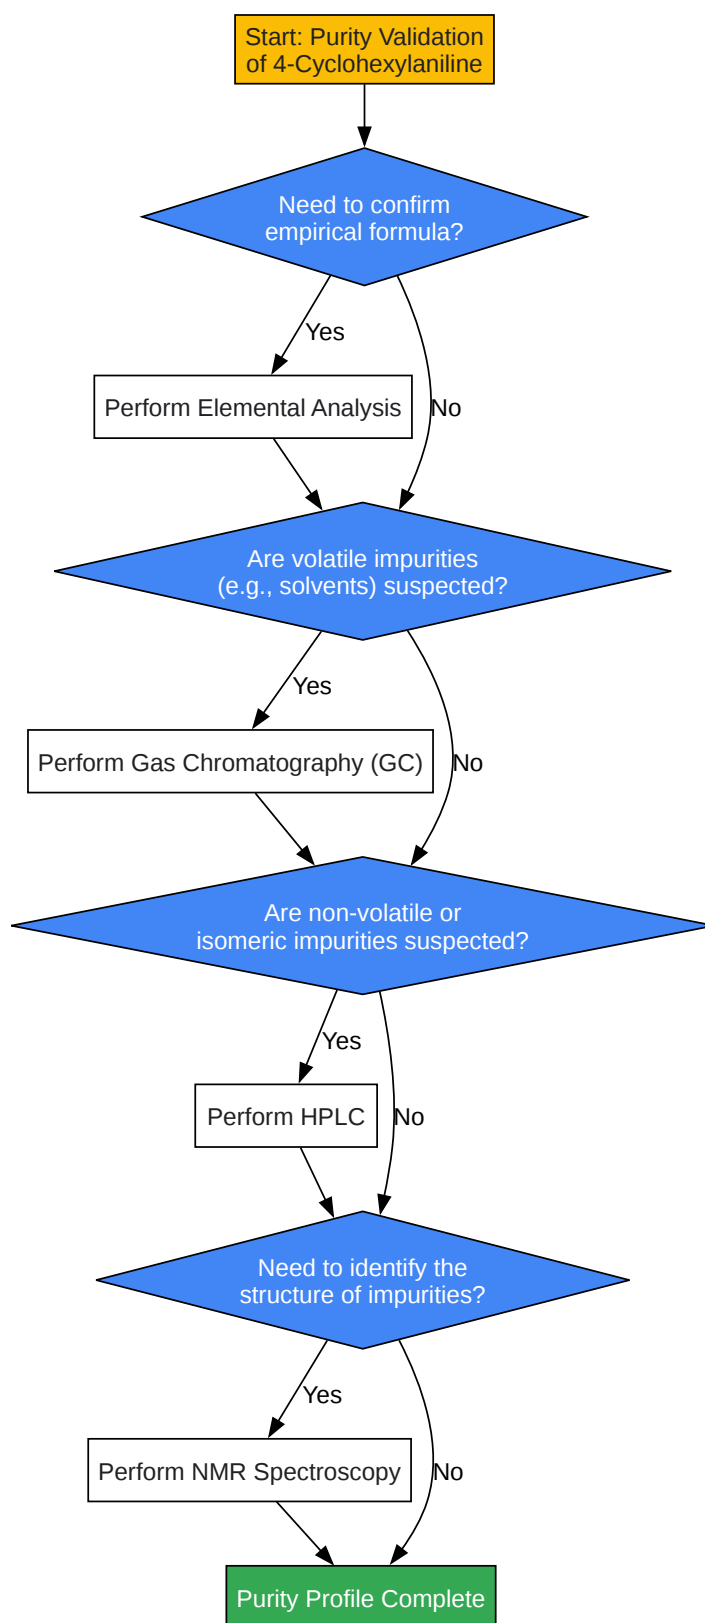 Start: Purity Validation
of 4-Cyclohexylaniline
Need to confirm
empirical formula?
Yes
Perform Elemental Analysis
No
Are volatile impurities
(e.g., solvents) suspected?
Yes
Perform Gas Chromatography (GC)
No
Are non-volatile or
isomeric impurities suspected?
Yes
Perform HPLC
No
Need to identify the
structure of impurities?
Yes
Perform NMR Spectroscopy
No
Purity Profile Complete